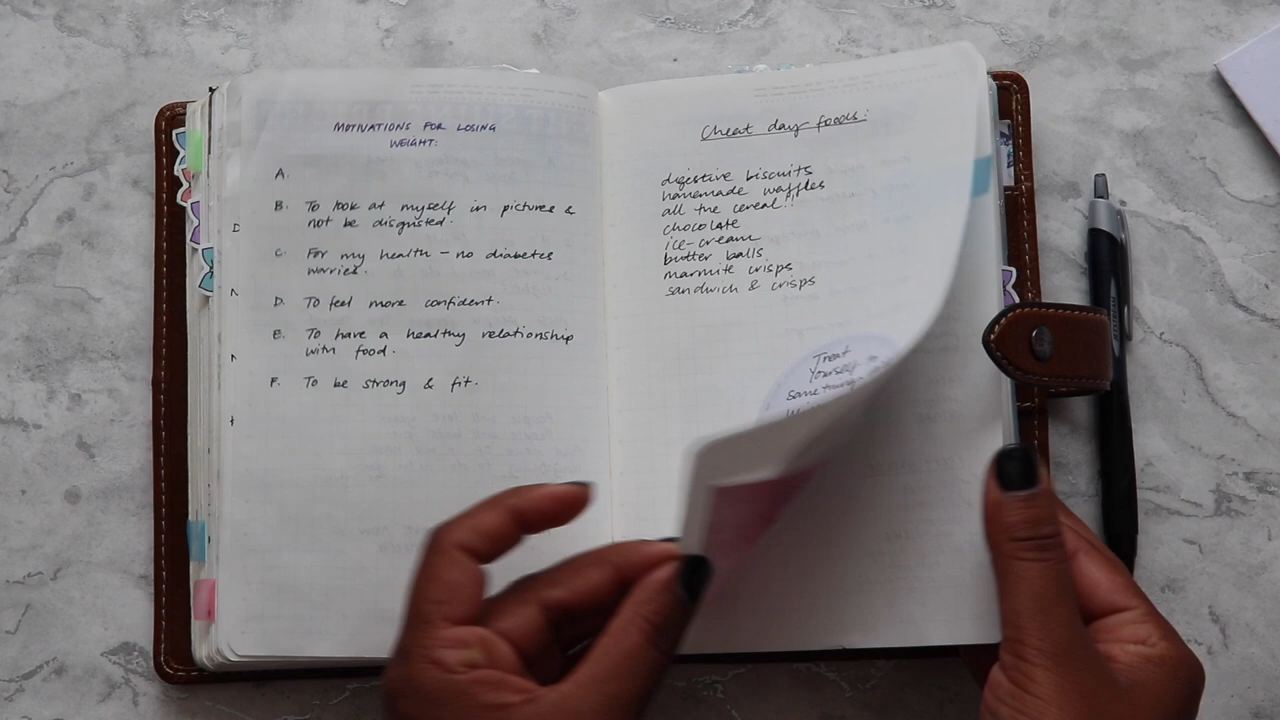 MOTIVATIONS FOR LOSING
WEIGHT:
A.
B. To look at myself in pictures &
not be disgusted.
C. For my health - no diabetes
worries.
D. To feel more confident.
E. To have a healthy relationship
with food.
F. To be strong & fit.
Cheat day foods:
digestive biscuits
handmade waffles
all the cereal!!
chocolate
ice-cream
butter balls
marmite crisps
sandwich & crisps
Treat
Yourself